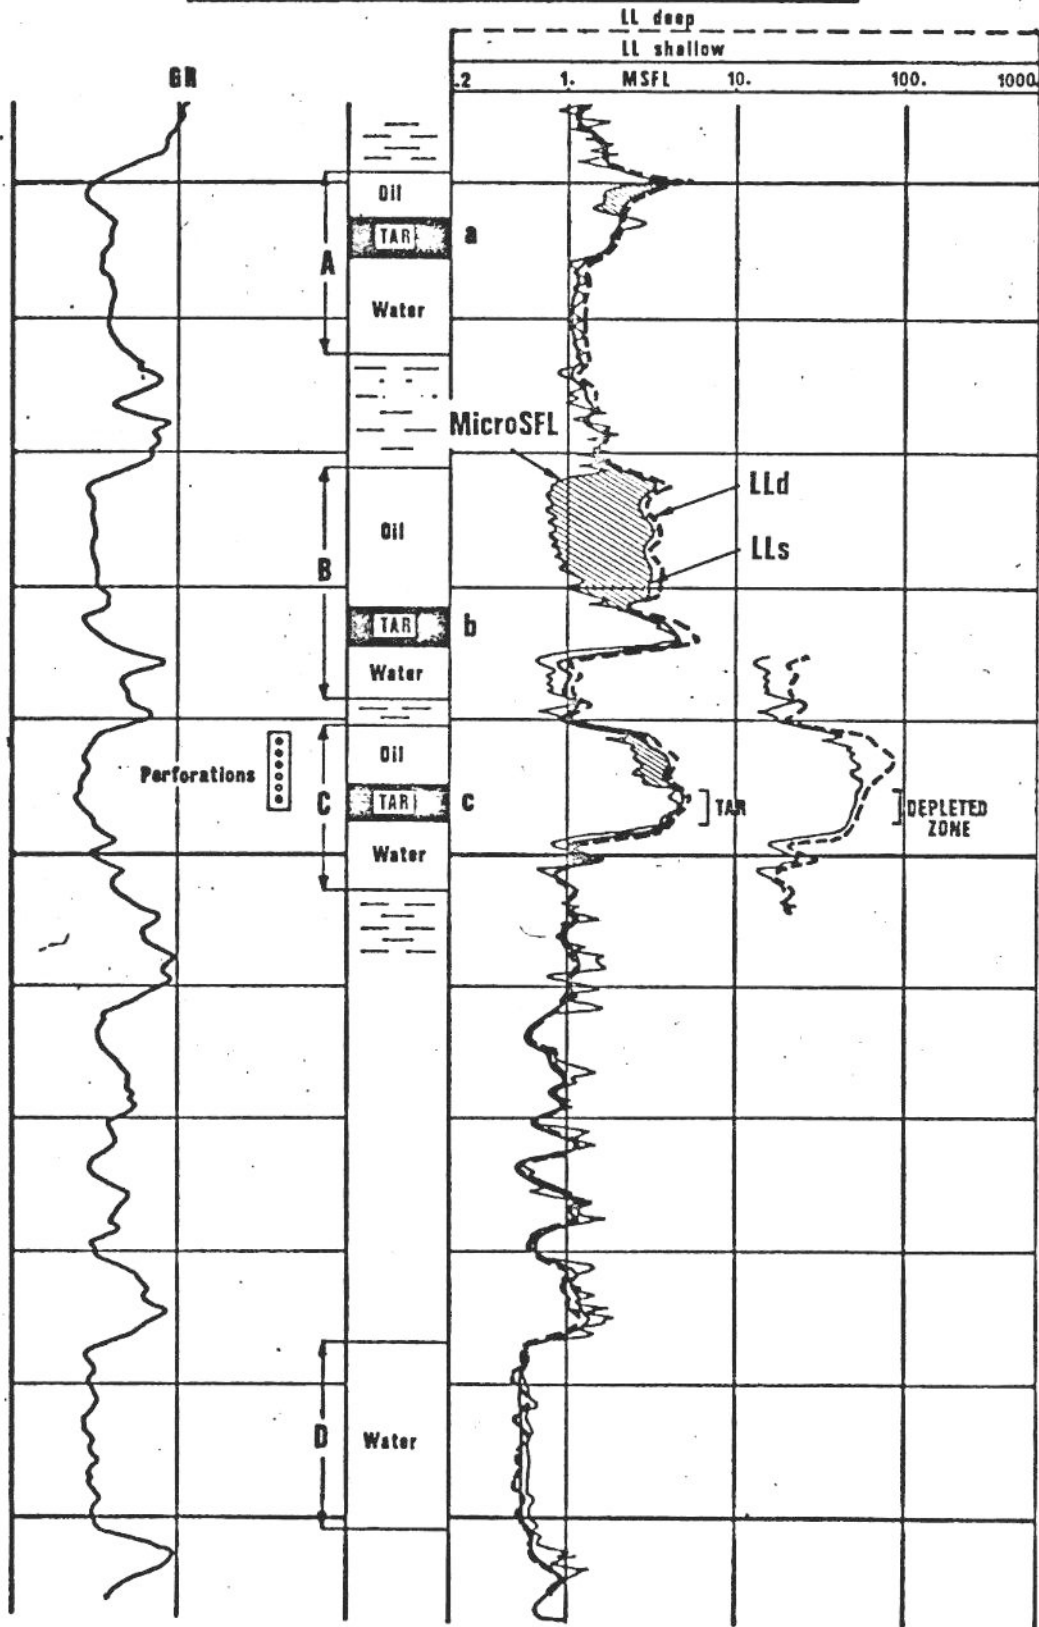 LL deep
LL shallow
GR
.2 1. MSFL 10. 100. 1000.
Oil
TAR a
A
Water
MicroSFL
LLd
Oil
LLs
B
TAR b
Water
Oil
Perforations
C TAR c TAR DEPLETED
ZONE
Water
D Water